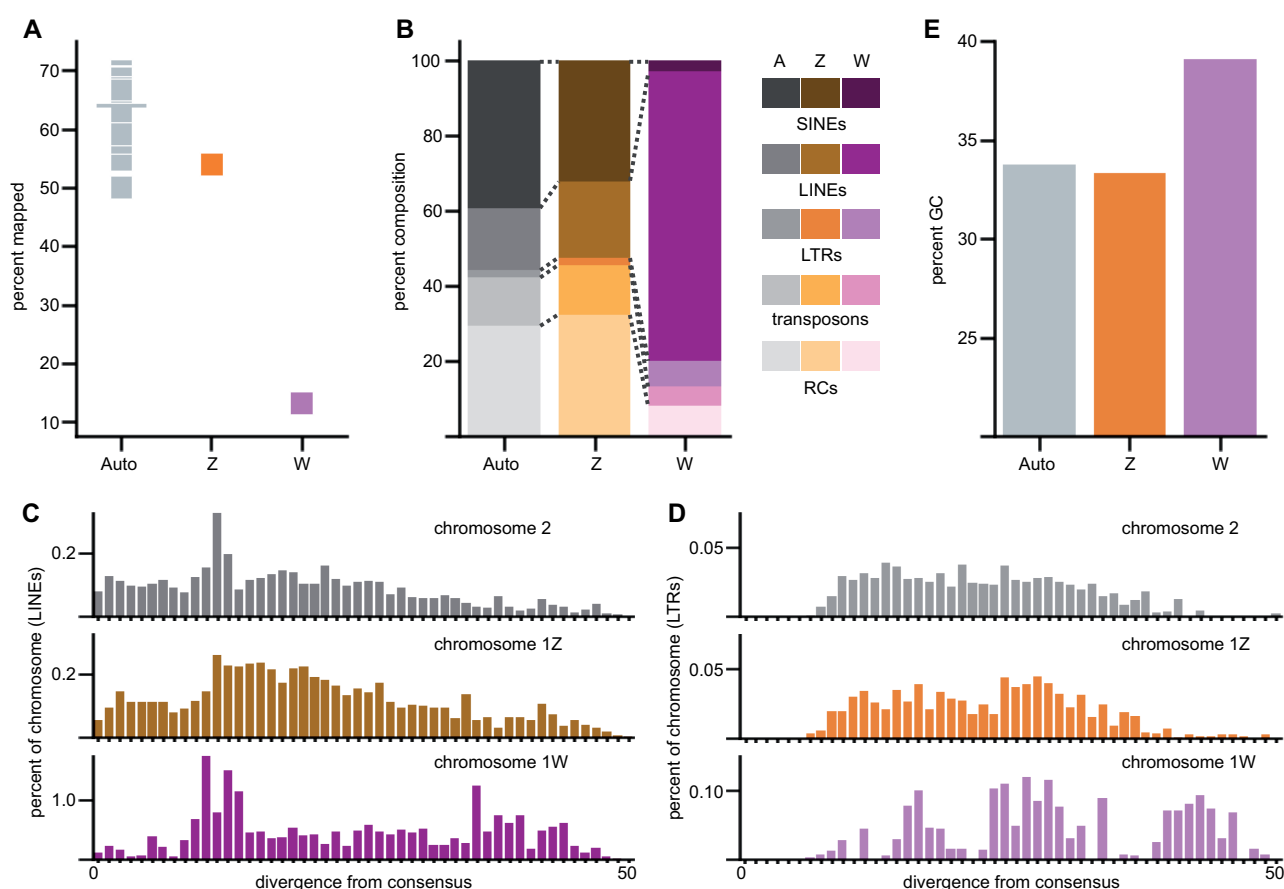 A
percent mapped
70
60
50
40
30
20
10
Auto Z W
B
percent composition
100
80
60
40
20
Auto Z W
A Z W
SINEs
LINEs
LTRs
transposons
RCs
E
percent GC
40
35
30
25
Auto Z W
C
percent of chromosome (LINEs)
chromosome 2
0.2
chromosome 1Z
0.2
chromosome 1W
1.0
0 50
divergence from consensus
D
percent of chromosome (LTRs)
chromosome 2
0.05
chromosome 1Z
0.05
chromosome 1W
0.10
0 50
divergence from consensus